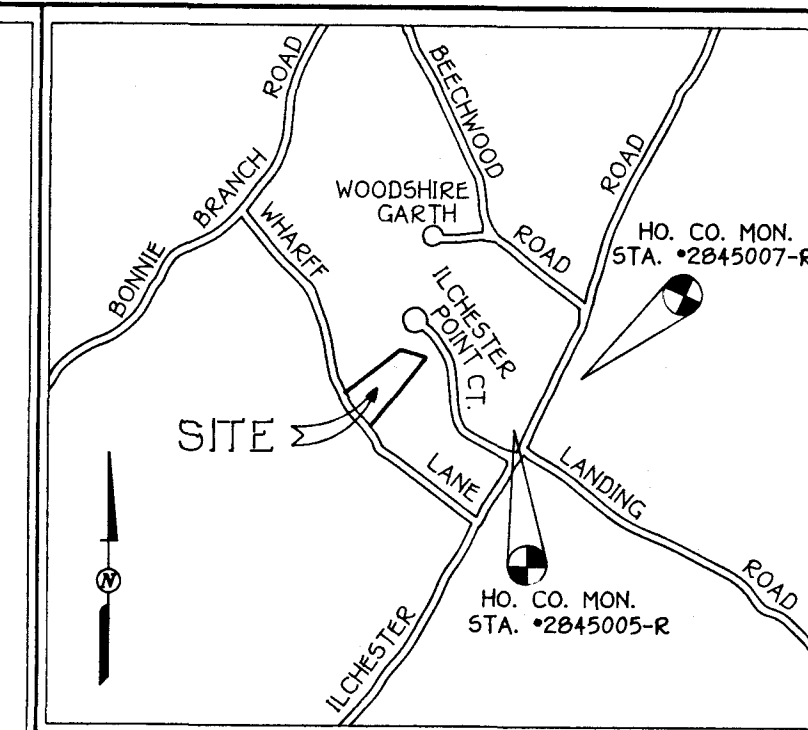 BONNIE BRANCH ROAD
BEECHWOOD ROAD
ROAD
WOODSHIRE
GARTH
WHARFF LANE
HO. CO. MON.
STA. •2845007-R
ILCHESTER
POINT CT.
SITE
LANDING ROAD
N
HO. CO. MON.
STA. •2845005-R
ILCHESTER